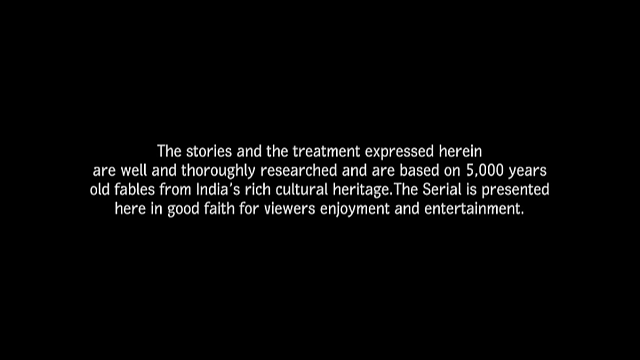 The stories and the treatment expressed herein
are well and thoroughly researched and are based on 5,000 years
old fables from India's rich cultural heritage.The Serial is presented
here in good faith for viewers enjoyment and entertainment.